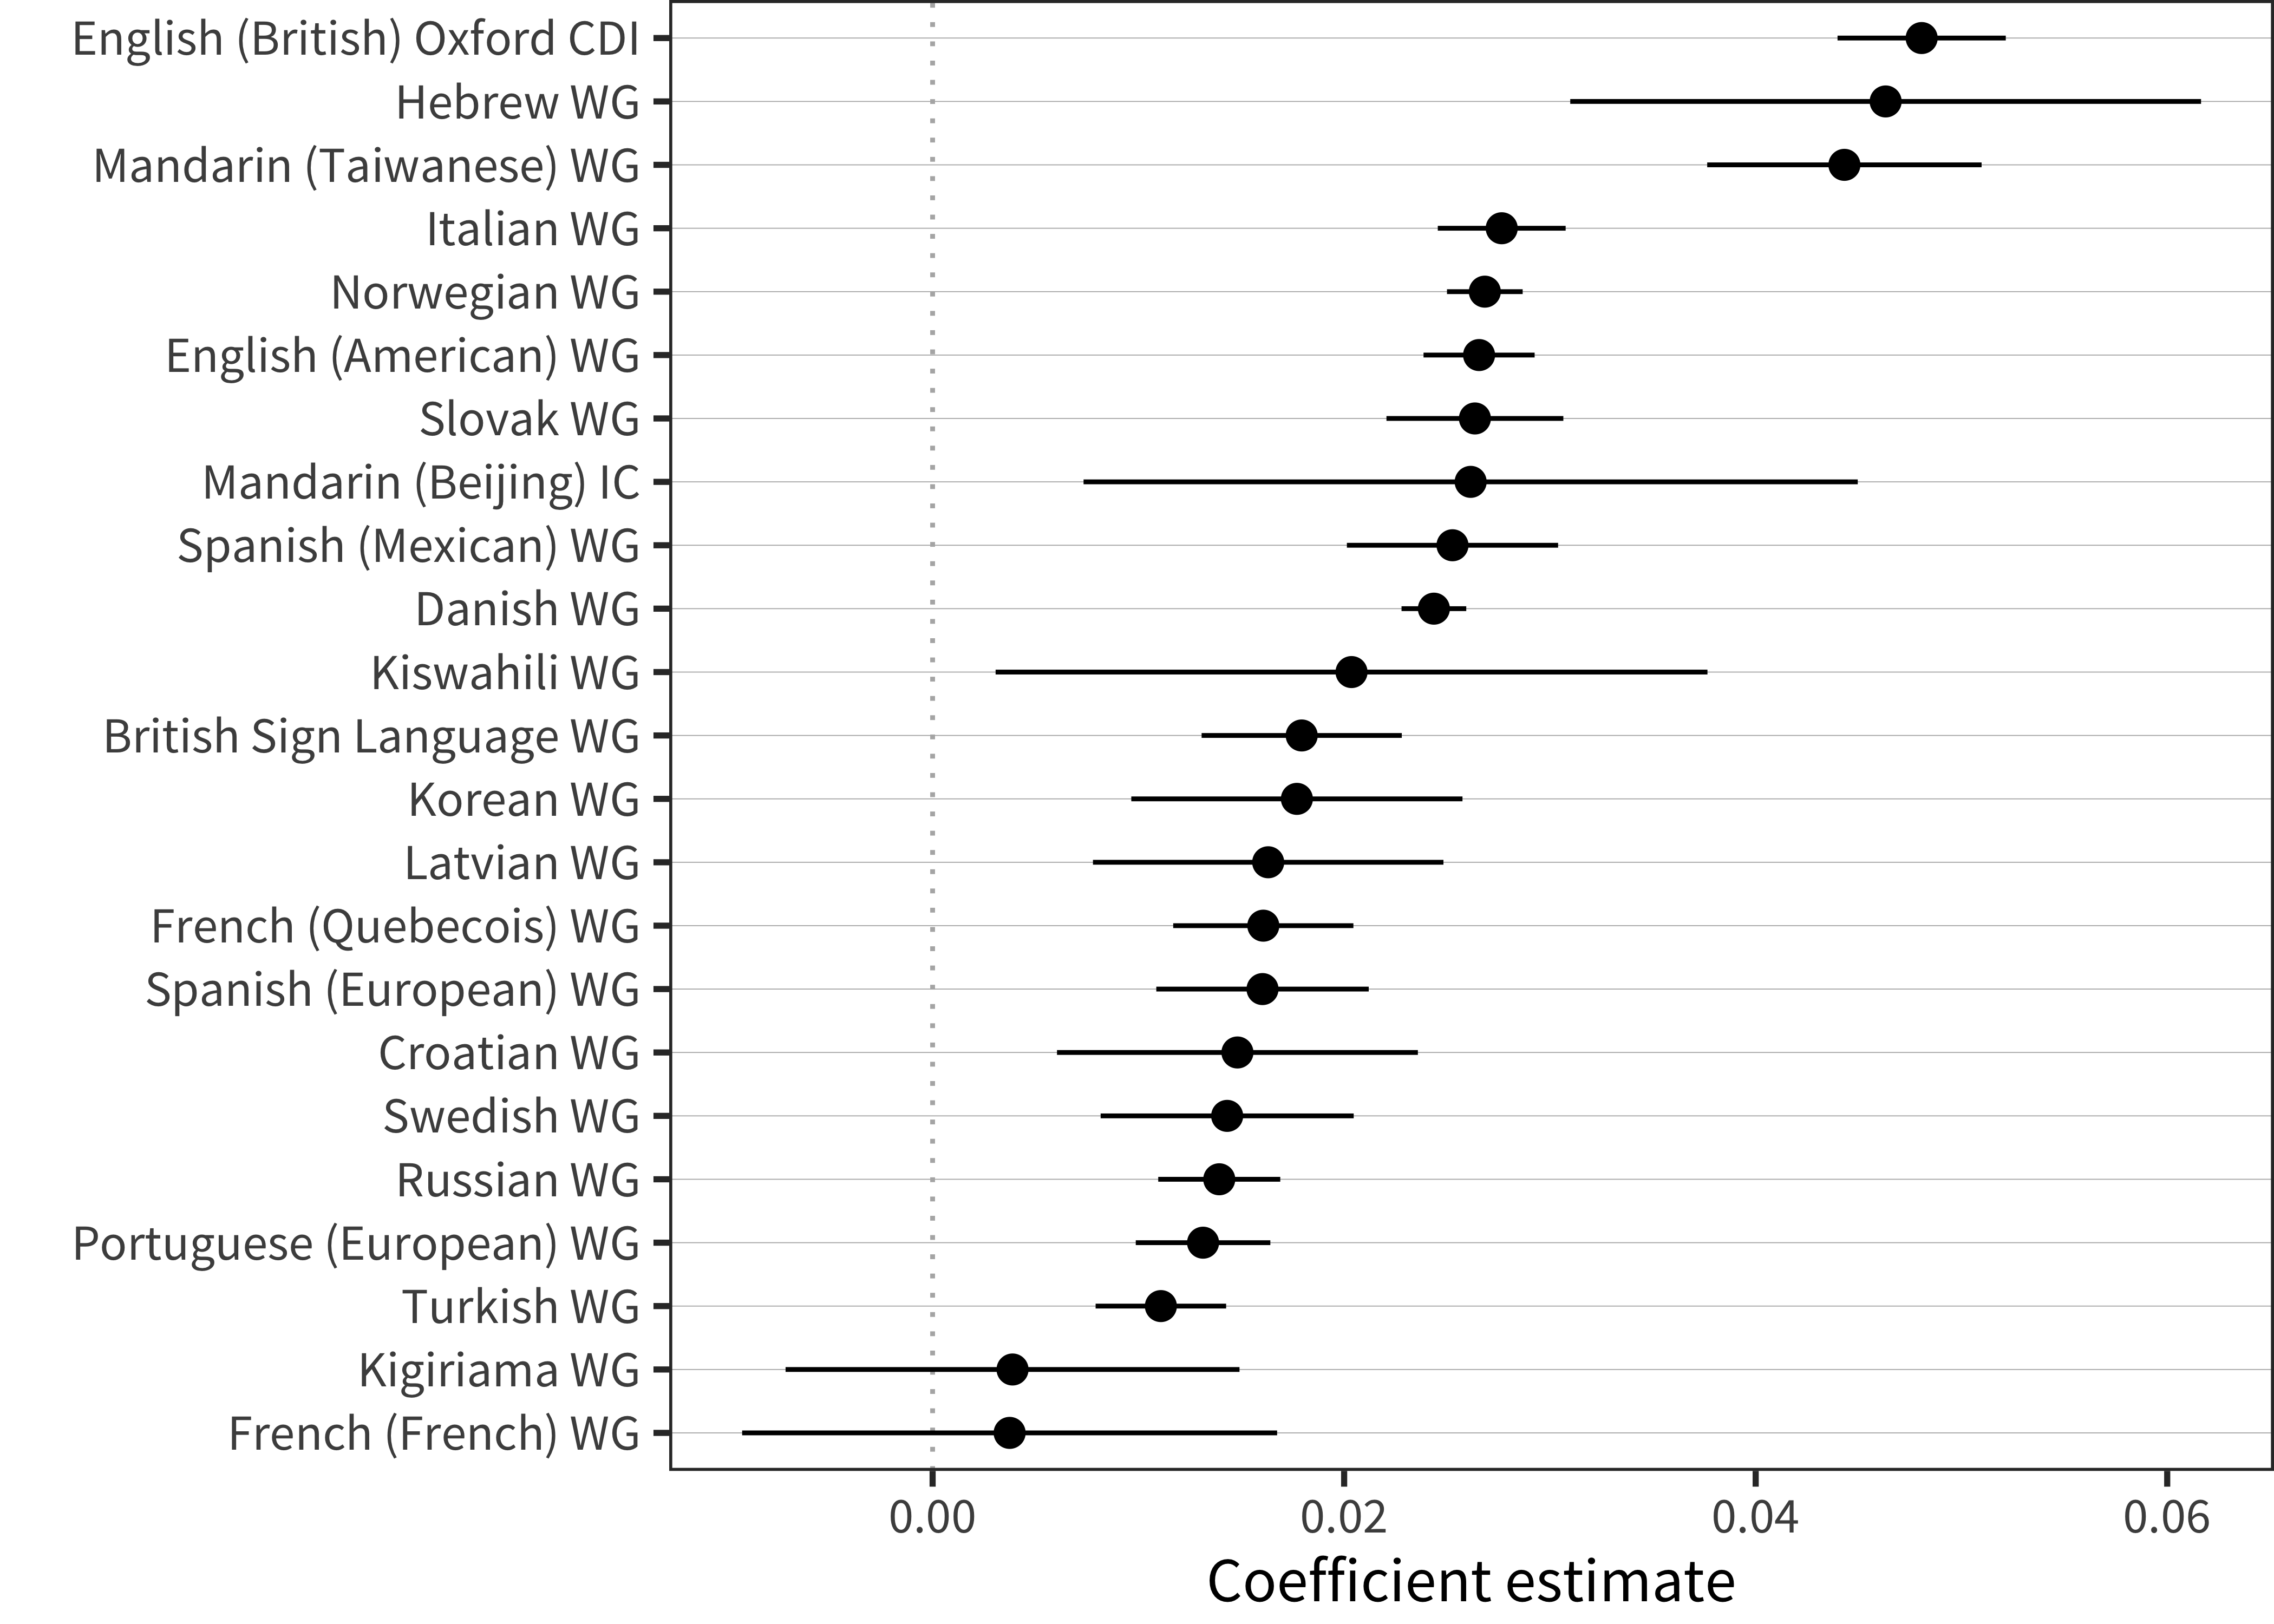 English (British) Oxford CDI
Hebrew WG
Mandarin (Taiwanese) WG
Italian WG
Norwegian WG
English (American) WG
Slovak WG
Mandarin (Beijing) IC
Spanish (Mexican) WG
Danish WG
Kiswahili WG
British Sign Language WG
Korean WG
Latvian WG
French (Quebecois) WG
Spanish (European) WG
Croatian WG
Swedish WG
Russian WG
Portuguese (European) WG
Turkish WG
Kigiriama WG
French (French) WG
0.00 0.02 0.04 0.06
Coefficient estimate